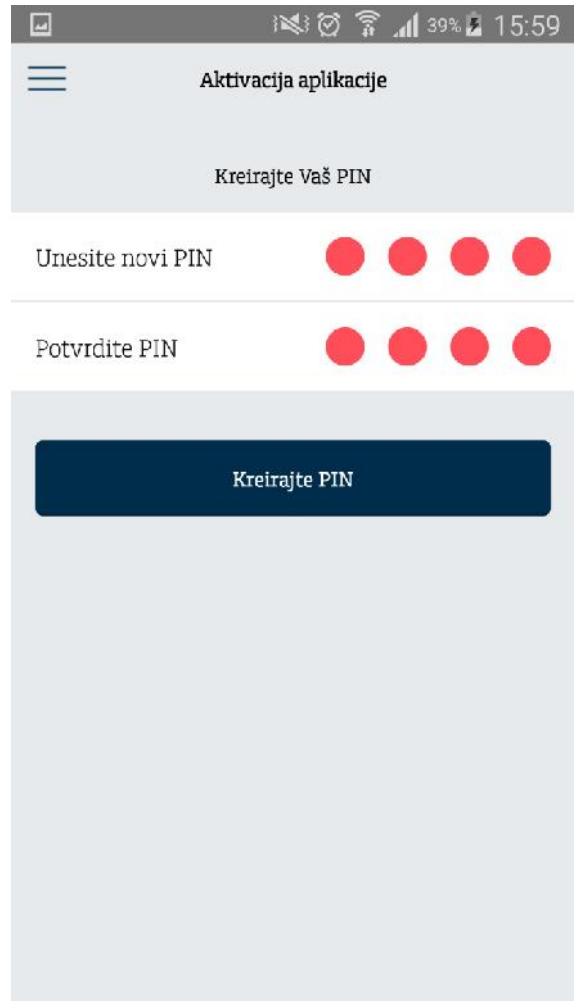 39% 15:59
Aktivacija aplikacije
Kreirajte Vaš PIN
Unesite novi PIN
Potvrdite PIN
Kreirajte PIN